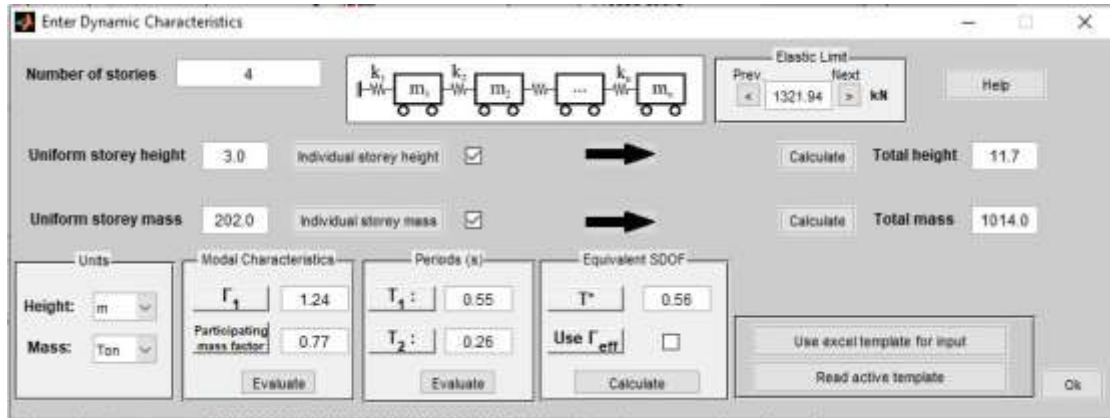 Enter Dynamic Characteristics
Number of stories 4
k1 m1 k2 m2 ... kn mn
Elastic Limit
Prev. Next
< 1321.94 > kN
Help
Uniform storey height 3.0 Individual storey height Calculate Total height 11.7
Uniform storey mass 202.0 Individual storey mass Calculate Total mass 1014.0
Units
Height: m
Mass: Ton
Modal Characteristics
Γ1 1.24
Participating mass factor 0.77
Evaluate
Periods (s)
T1 : 0.55
T2 : 0.26
Evaluate
Equivalent SDOF
T* 0.56
Use Γeff
Calculate
Use excel template for input
Read active template
Ok